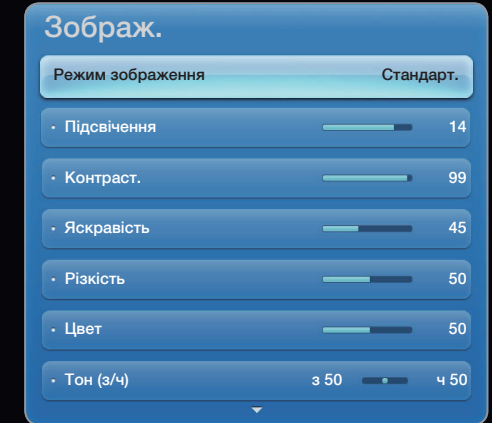 Зображ.
Режим зображення Стандарт.
· Підсвічення 14
· Контраст. 99
· Яскравість 45
· Різкість 50
· Цвет 50
· Тон (з/ч) з 50 ч 50